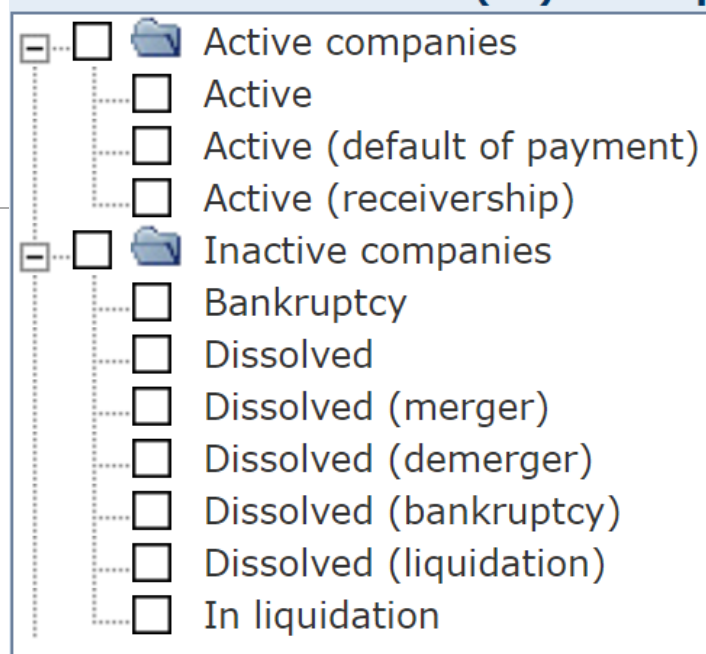 Active companies
Active
Active (default of payment)
Active (receivership)
Inactive companies
Bankruptcy
Dissolved
Dissolved (merger)
Dissolved (demerger)
Dissolved (bankruptcy)
Dissolved (liquidation)
In liquidation